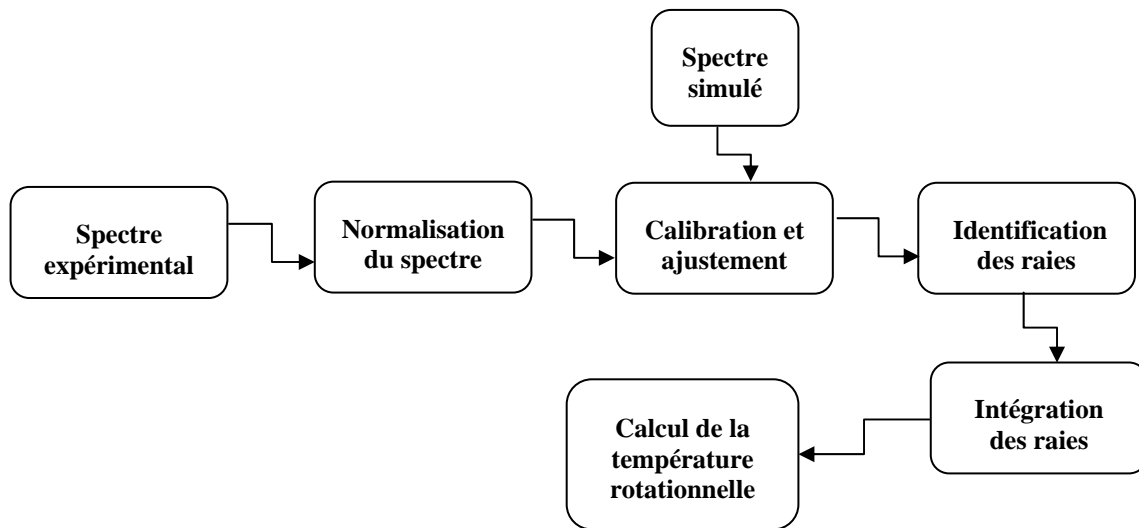 Spectre
simulé
Spectre
expérimental
Normalisation
du spectre
Calibration et
ajustement
Identification
des raies
Intégration
des raies
Calcul de la
température
rotationnelle